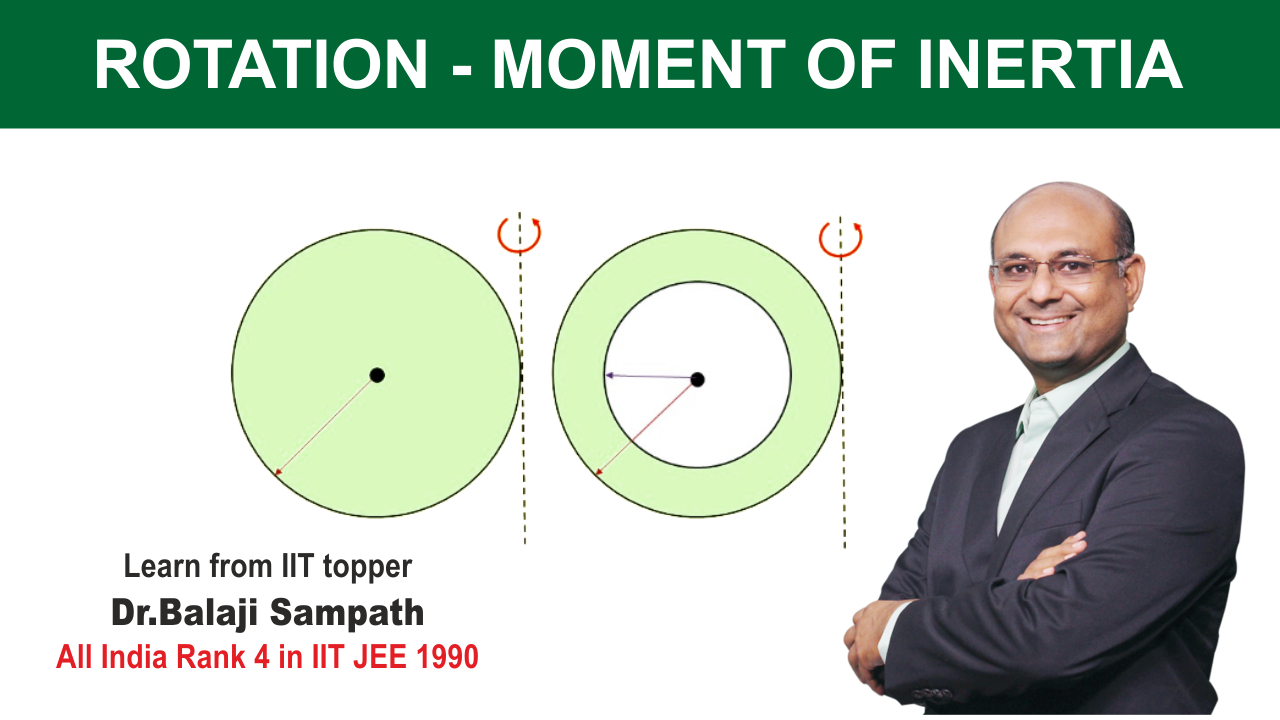 ROTATION - MOMENT OF INERTIA
Learn from IIT topper
Dr.Balaji Sampath
All India Rank 4 in IIT JEE 1990